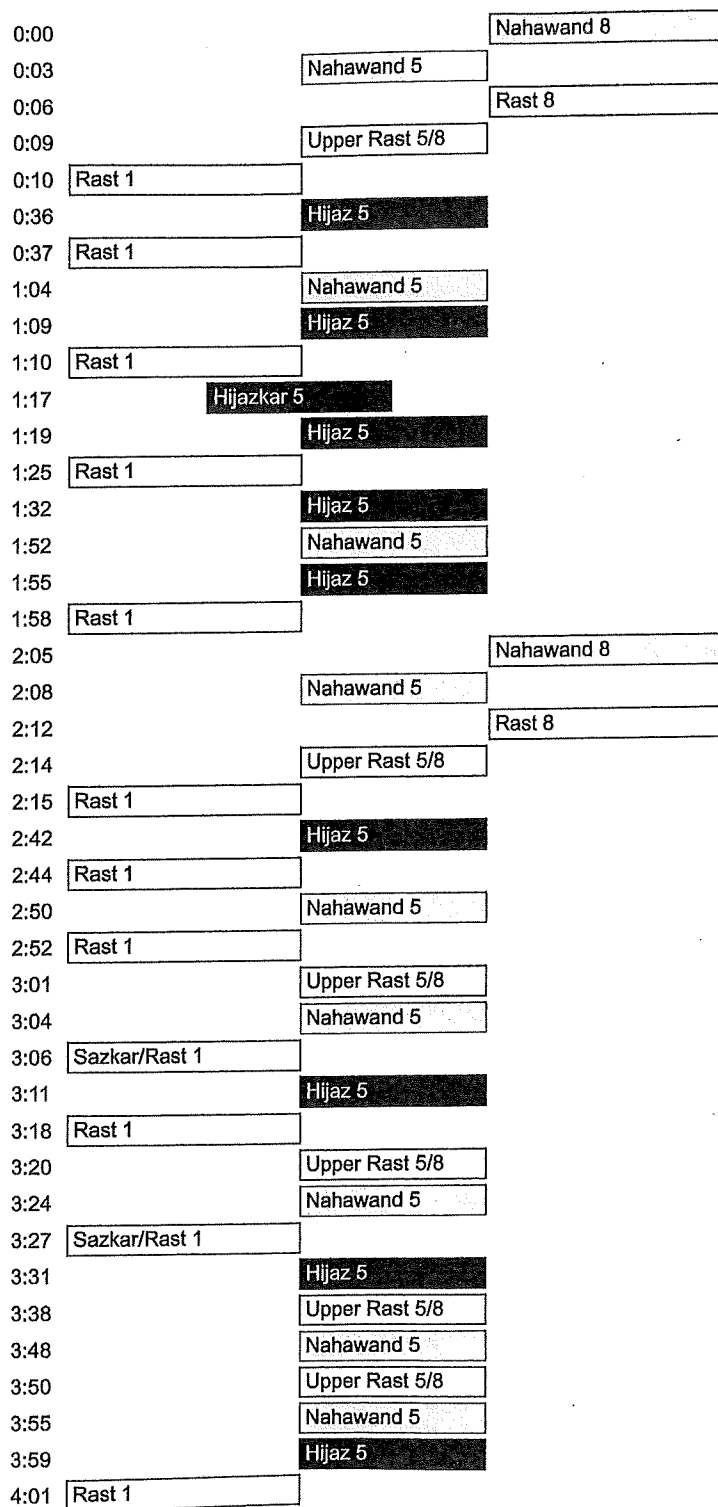 0:00 Nahawand 8
0:03 Nahawand 5
0:06 Rast 8
0:09 Upper Rast 5/8
0:10 Rast 1
0:36 Hijaz 5
0:37 Rast 1
1:04 Nahawand 5
1:09 Hijaz 5
1:10 Rast 1
1:17 Hijazkar 5
1:19 Hijaz 5
1:25 Rast 1
1:32 Hijaz 5
1:52 Nahawand 5
1:55 Hijaz 5
1:58 Rast 1
2:05 Nahawand 8
2:08 Nahawand 5
2:12 Rast 8
2:14 Upper Rast 5/8
2:15 Rast 1
2:42 Hijaz 5
2:44 Rast 1
2:50 Nahawand 5
2:52 Rast 1
3:01 Upper Rast 5/8
3:04 Nahawand 5
3:06 Sazkar/Rast 1
3:11 Hijaz 5
3:18 Rast 1
3:20 Upper Rast 5/8
3:24 Nahawand 5
3:27 Sazkar/Rast 1
3:31 Hijaz 5
3:38 Upper Rast 5/8
3:48 Nahawand 5
3:50 Upper Rast 5/8
3:55 Nahawand 5
3:59 Hijaz 5
4:01 Rast 1